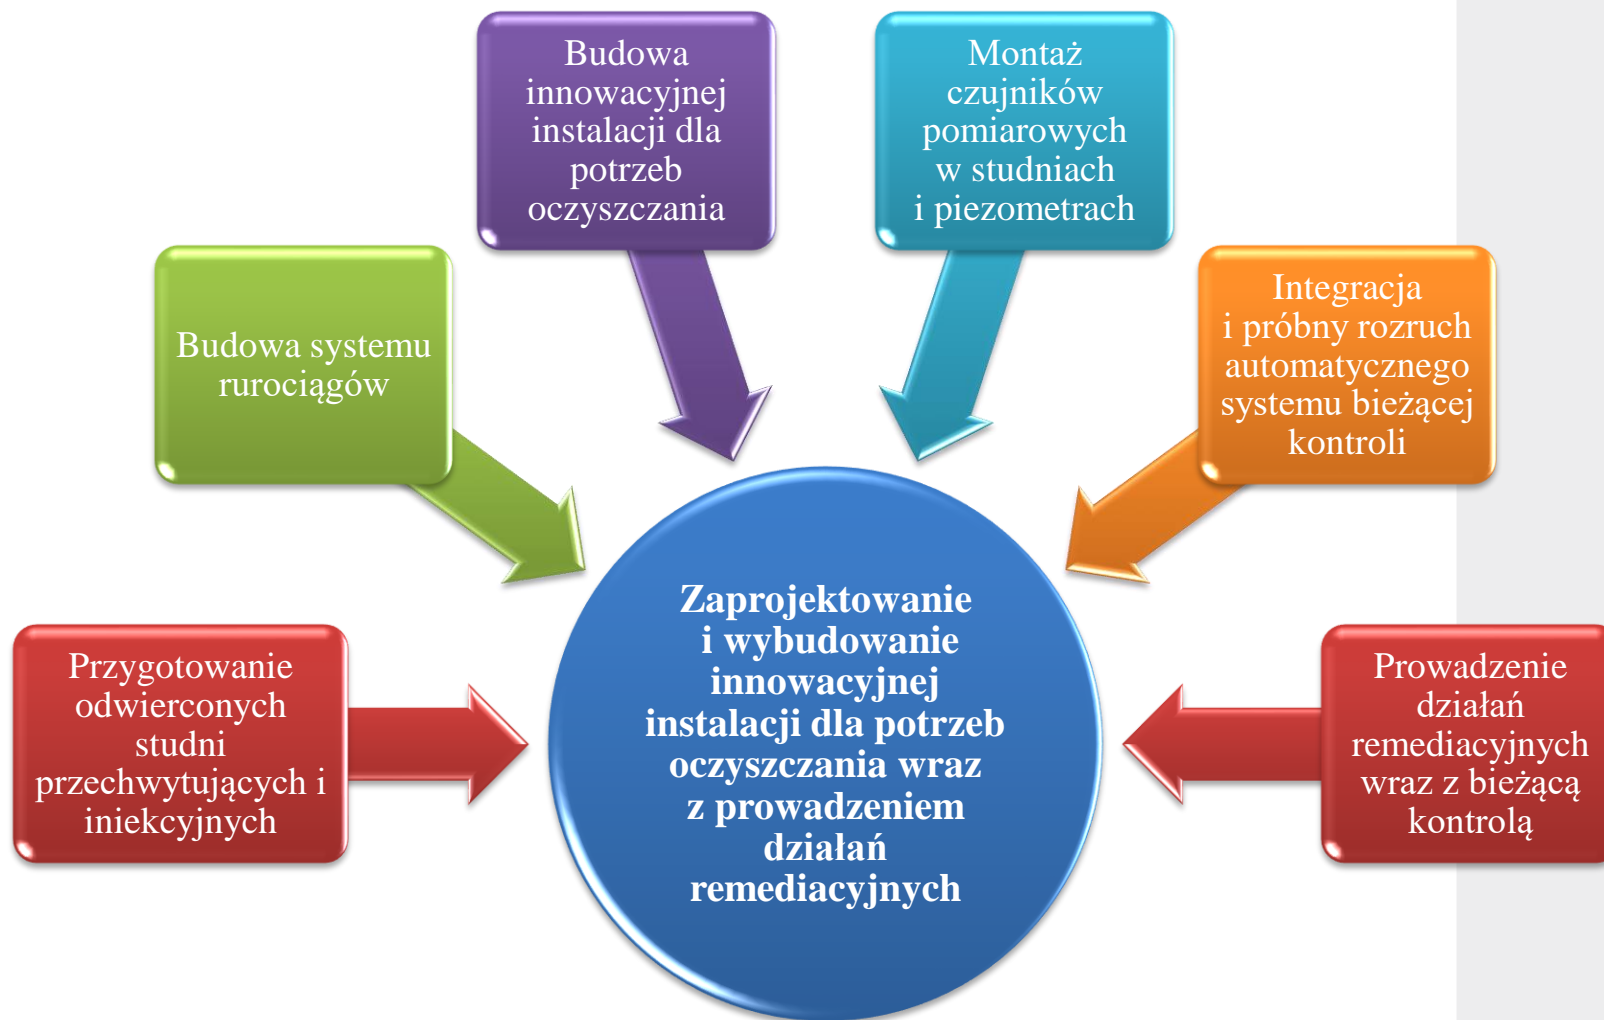 Budowa
innowacyjnej
instalacji dla
potrzeb
oczyszczania
Montaż
czujników
pomiarowych
w studniach
i piezometrach
Budowa systemu
rurociągów
Integracja
i próbny rozruch
automatycznego
systemu bieżącej
kontroli
Przygotowanie
odwierconych
studni
przechwytujących i
iniekcyjnych
Zaprojektowanie
i wybudowanie
innowacyjnej
instalacji dla potrzeb
oczyszczania wraz
z prowadzeniem
działań
remediacyjnych
Prowadzenie
działań
remediacyjnych
wraz z bieżącą
kontrolą